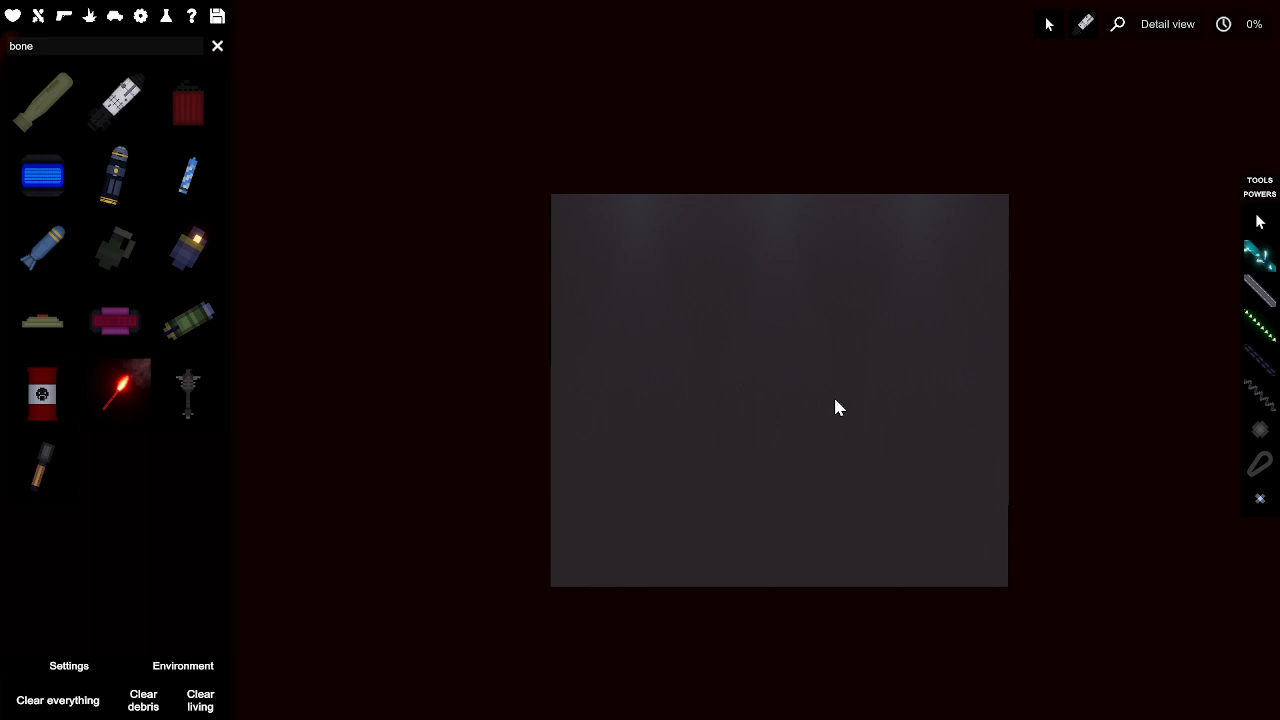 bone
Detail view
0%
TOOLS
POWERS
Settings
Environment
Clear everything
Clear debris
Clear living